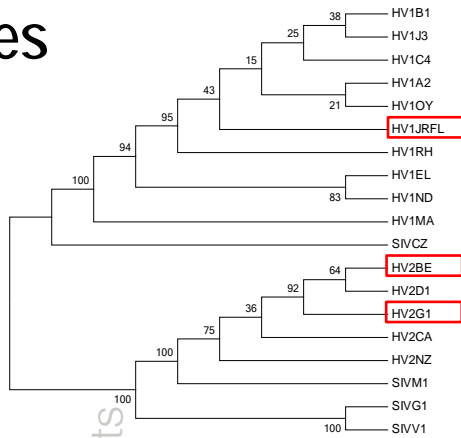 es
38
HV1B1
HV1J3
25
HV1C4
15
HV1A2
21
HV1OY
43
HV1JRFL
95
HV1RH
94
HV1EL
83
HV1ND
100
HV1MA
SIVCZ
64
HV2BE
HV2D1
92
HV2G1
36
HV2CA
75
HV2NZ
100
SIVM1
100
SIVG1
100
SIVV1
ts